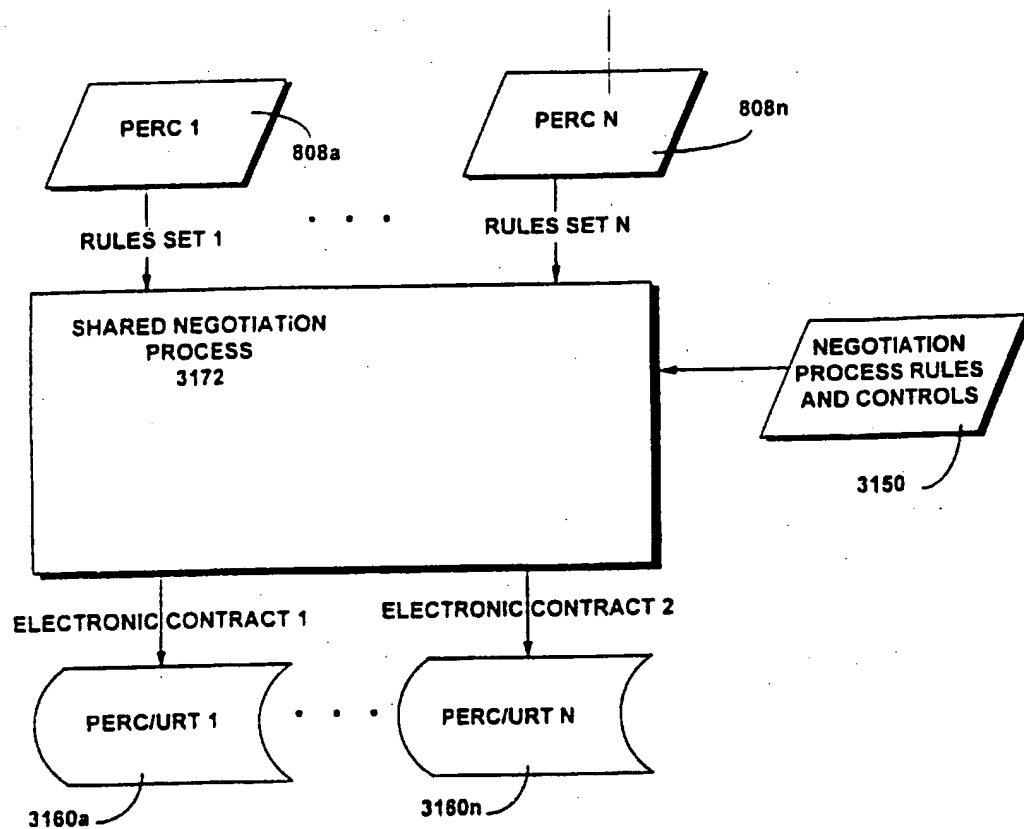 PERC 1
808a
PERC N
808n
RULES SET 1
RULES SET N
SHARED NEGOTIATION
PROCESS
3172
NEGOTIATION
PROCESS RULES
AND CONTROLS
3150
ELECTRONIC CONTRACT 1
ELECTRONIC CONTRACT 2
PERC/URT 1
PERC/URT N
3160a
3160n